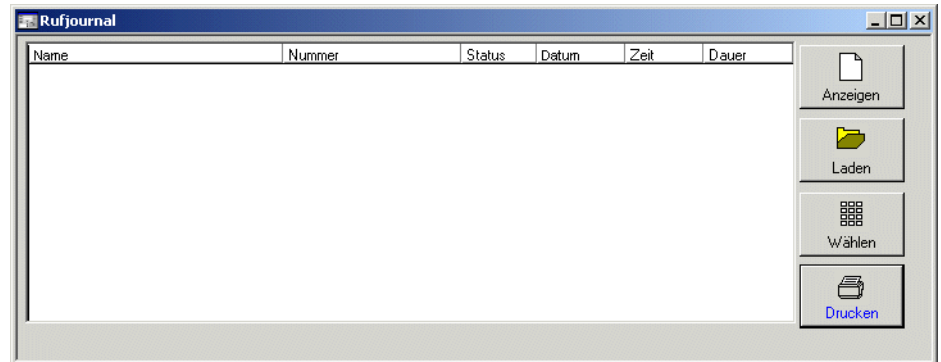 Rufjournal
Name Nummer Status Datum Zeit Dauer
Anzeigen
Laden
Wählen
Drucken